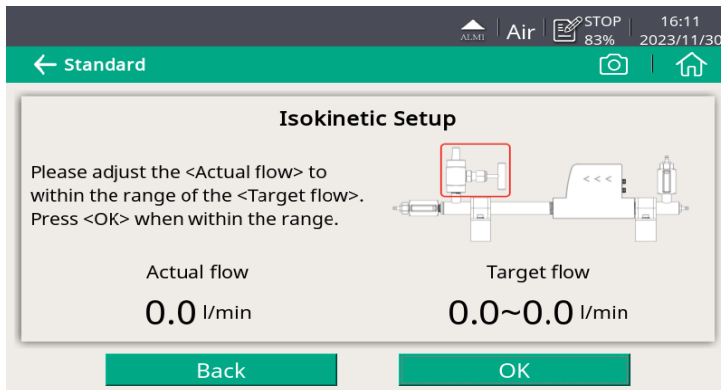 ALMI Air STOP 16:11
83% 2023/11/30
← Standard
Isokinetic Setup
Please adjust the <Actual flow> to
within the range of the <Target flow>.
Press <OK> when within the range.
<<<
Actual flow Target flow
0.0 l/min 0.0~0.0 l/min
Back OK